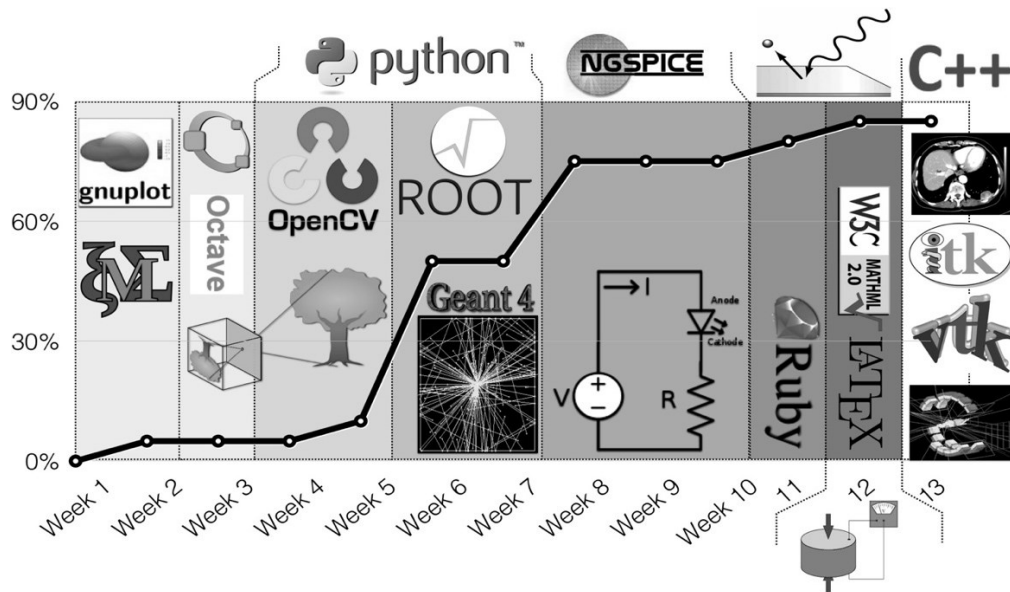 python™
NGSPICE
C++
90%
60%
30%
0%
gnuplot
Octave
OpenCV
ROOT
Geant 4
I
Anode
Cathode
V
R
Ruby
W3C
MATHML
2.0
LATEX
itk
vtk
Week 1
Week 2
Week 3
Week 4
Week 5
Week 6
Week 7
Week 8
Week 9
Week 10
11
12
13